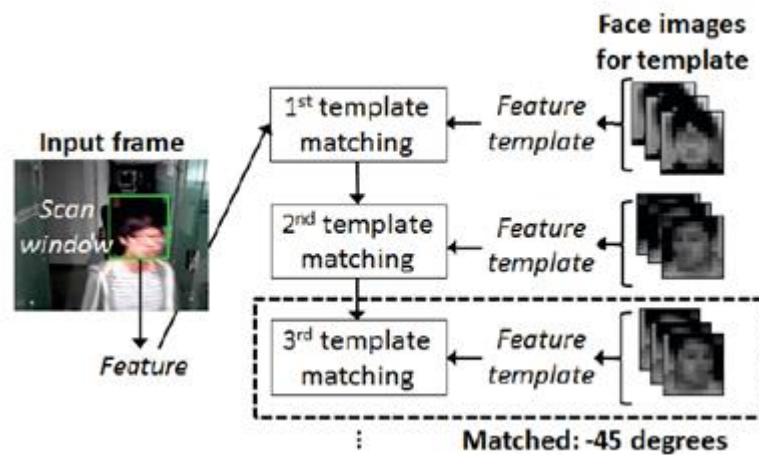 Face images
for template
Input frame
Scan
window
Feature
1st template
matching
Feature
template
2nd template
matching
Feature
template
3rd template
matching
Feature
template
⋮
Matched: -45 degrees